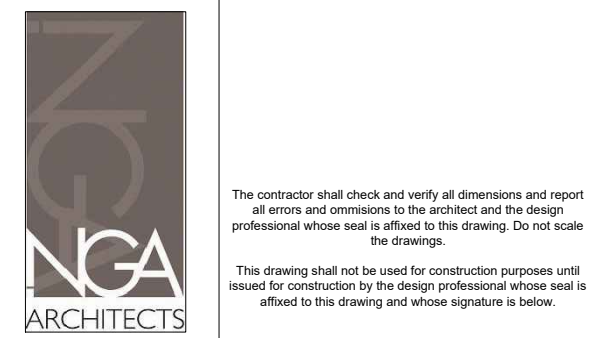 NGA
NGA
ARCHITECTS
The contractor shall check and verify all dimensions and report
all errors and ommisions to the architect and the design
professional whose seal is affixed to this drawing. Do not scale
the drawings.
This drawing shall not be used for construction purposes until
issued for construction by the design professional whose seal is
affixed to this drawing and whose signature is below.